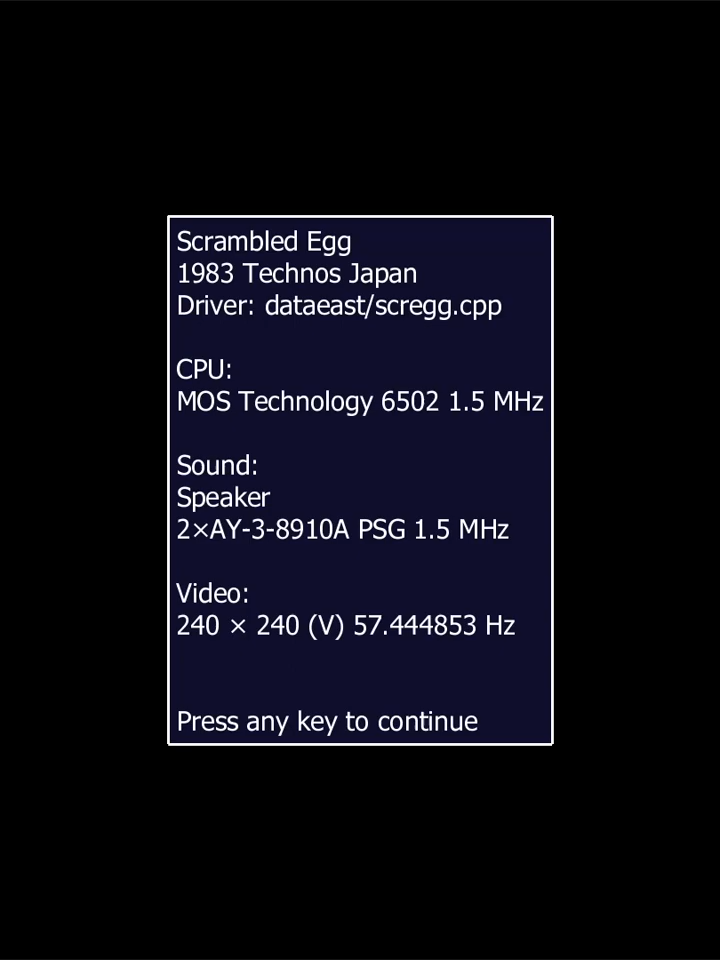 Scrambled Egg
1983 Technos Japan
Driver: dataeast/scregg.cpp
CPU:
MOS Technology 6502 1.5 MHz
Sound:
Speaker
2×AY-3-8910A PSG 1.5 MHz
Video:
240 × 240 (V) 57.444853 Hz
Press any key to continue